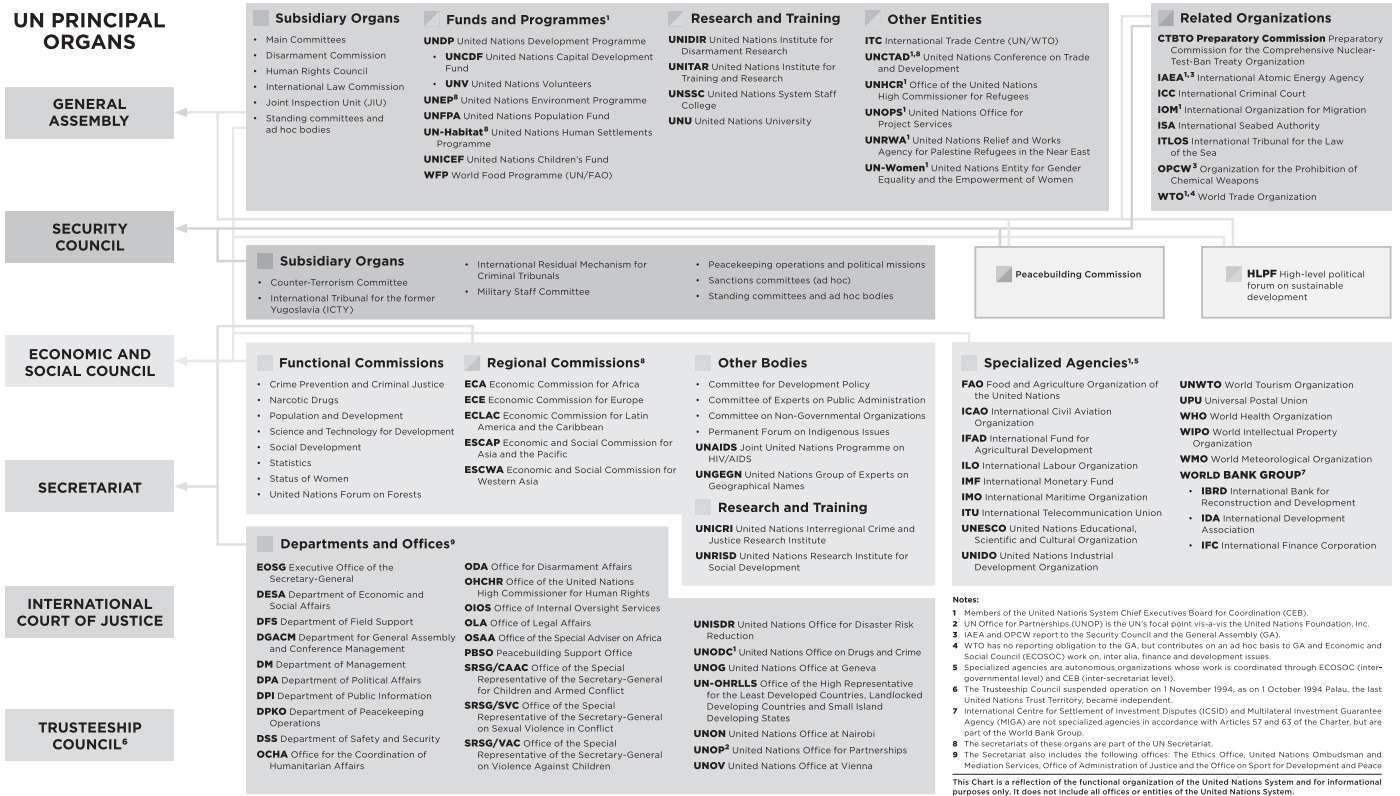 UN PRINCIPAL
ORGANS
GENERAL
ASSEMBLY
SECURITY
COUNCIL
ECONOMIC AND
SOCIAL COUNCIL
SECRETARIAT
INTERNATIONAL
COURT OF JUSTICE
TRUSTEESHIP
COUNCIL⁶
Subsidiary Organs
• Main Committees
• Disarmament Commission
• Human Rights Council
• International Law Commission
• Joint Inspection Unit (JIU)
• Standing committees and
ad hoc bodies
Funds and Programmes¹
UNDP United Nations Development Programme
• UNCDF United Nations Capital Development
Fund
• UNV United Nations Volunteers
UNEP⁸ United Nations Environment Programme
UNFPA United Nations Population Fund
UN-Habitat⁸ United Nations Human Settlements
Programme
UNICEF United Nations Children's Fund
WFP World Food Programme (UN/FAO)
Research and Training
UNIDIR United Nations Institute for
Disarmament Research
UNITAR United Nations Institute for
Training and Research
UNSSC United Nations System Staff
College
UNU United Nations University
Other Entities
ITC International Trade Centre (UN/WTO)
UNCTAD¹,⁸ United Nations Conference on Trade
and Development
UNHCR¹ Office of the United Nations
High Commissioner for Refugees
UNOPS¹ United Nations Office for
Project Services
UNRWA¹ United Nations Relief and Works
Agency for Palestine Refugees in the Near East
UN-Women¹ United Nations Entity for Gender
Equality and the Empowerment of Women
Related Organizations
CTBTO Preparatory Commission Preparatory
Commission for the Comprehensive Nuclear-
Test-Ban Treaty Organization
IAEA¹,³ International Atomic Energy Agency
ICC International Criminal Court
IOM¹ International Organization for Migration
ISA International Seabed Authority
ITLOS International Tribunal for the Law
of the Sea
OPCW³ Organization for the Prohibition of
Chemical Weapons
WTO¹,⁴ World Trade Organization
Subsidiary Organs
• Counter-Terrorism Committee
• International Tribunal for the former
Yugoslavia (ICTY)
• International Residual Mechanism for
Criminal Tribunals
• Military Staff Committee
• Peacekeeping operations and political missions
• Sanctions committees (ad hoc)
• Standing committees and ad hoc bodies
Peacebuilding Commission
HLPF High-level political
forum on sustainable
development
Functional Commissions
• Crime Prevention and Criminal Justice
• Narcotic Drugs
• Population and Development
• Science and Technology for Development
• Social Development
• Statistics
• Status of Women
• United Nations Forum on Forests
Regional Commissions⁸
ECA Economic Commission for Africa
ECE Economic Commission for Europe
ECLAC Economic Commission for Latin
America and the Caribbean
ESCAP Economic and Social Commission for
Asia and the Pacific
ESCWA Economic and Social Commission for
Western Asia
Other Bodies
• Committee for Development Policy
• Committee of Experts on Public Administration
• Committee on Non-Governmental Organizations
• Permanent Forum on Indigenous Issues
UNAIDS Joint United Nations Programme on
HIV/AIDS
UNGEGN United Nations Group of Experts on
Geographical Names
Research and Training
UNICRI United Nations Interregional Crime and
Justice Research Institute
UNRISD United Nations Research Institute for
Social Development
Specialized Agencies¹,⁵
FAO Food and Agriculture Organization of
the United Nations
ICAO International Civil Aviation
Organization
IFAD International Fund for
Agricultural Development
ILO International Labour Organization
IMF International Monetary Fund
IMO International Maritime Organization
ITU International Telecommunication Union
UNESCO United Nations Educational,
Scientific and Cultural Organization
UNIDO United Nations Industrial
Development Organization
UNWTO World Tourism Organization
UPU Universal Postal Union
WHO World Health Organization
WIPO World Intellectual Property
Organization
WMO World Meteorological Organization
WORLD BANK GROUP⁷
• IBRD International Bank for
Reconstruction and Development
• IDA International Development
Association
• IFC International Finance Corporation
Departments and Offices⁹
EOSG Executive Office of the
Secretary-General
DESA Department of Economic and
Social Affairs
DFS Department of Field Support
DGACM Department for General Assembly
and Conference Management
DM Department of Management
DPA Department of Political Affairs
DPI Department of Public Information
DPKO Department of Peacekeeping
Operations
DSS Department of Safety and Security
OCHA Office for the Coordination of
Humanitarian Affairs
ODA Office for Disarmament Affairs
OHCHR Office of the United Nations
High Commissioner for Human Rights
OIOS Office of Internal Oversight Services
OLA Office of Legal Affairs
OSAA Office of the Special Adviser on Africa
PBSO Peacebuilding Support Office
SRSG/CAAC Office of the Special
Representative of the Secretary-General
for Children and Armed Conflict
SRSG/SVC Office of the Special
Representative of the Secretary-General
on Sexual Violence in Conflict
SRSG/VAC Office of the Special
Representative of the Secretary-General
on Violence Against Children
UNISDR United Nations Office for Disaster Risk
Reduction
UNODC¹ United Nations Office on Drugs and Crime
UNOG United Nations Office at Geneva
UN-OHRLLS Office of the High Representative
for the Least Developed Countries, Landlocked
Developing Countries and Small Island
Developing States
UNON United Nations Office at Nairobi
UNOP² United Nations Office for Partnerships
UNOV United Nations Office at Vienna
Notes:
1 Members of the United Nations System Chief Executives Board for Coordination (CEB).
2 UN Office for Partnerships (UNOP) is the UN's focal point vis-a-vis the United Nations Foundation, Inc.
3 IAEA and OPCW report to the Security Council and the General Assembly (GA).
4 WTO has no reporting obligation to the GA, but contributes on an ad hoc basis to GA and Economic and
Social Council (ECOSOC) work on, inter alia, finance and development issues.
5 Specialized agencies are autonomous organizations whose work is coordinated through ECOSOC (inter-
governmental level) and CEB (inter-secretariat level).
6 The Trusteeship Council suspended operation on 1 November 1994, as on 1 October 1994 Palau, the last
United Nations Trust Territory, became independent.
7 International Centre for Settlement of Investment Disputes (ICSID) and Multilateral Investment Guarantee
Agency (MIGA) are not specialized agencies in accordance with Articles 57 and 63 of the Charter, but are
part of the World Bank Group.
8 The secretariats of these organs are part of the UN Secretariat.
9 The Secretariat also includes the following offices: The Ethics Office, United Nations Ombudsman and
Mediation Services, Office of Administration of Justice and the Office on Sport for Development and Peace
This Chart is a reflection of the functional organization of the United Nations System and for informational
purposes only. It does not include all offices or entities of the United Nations System.